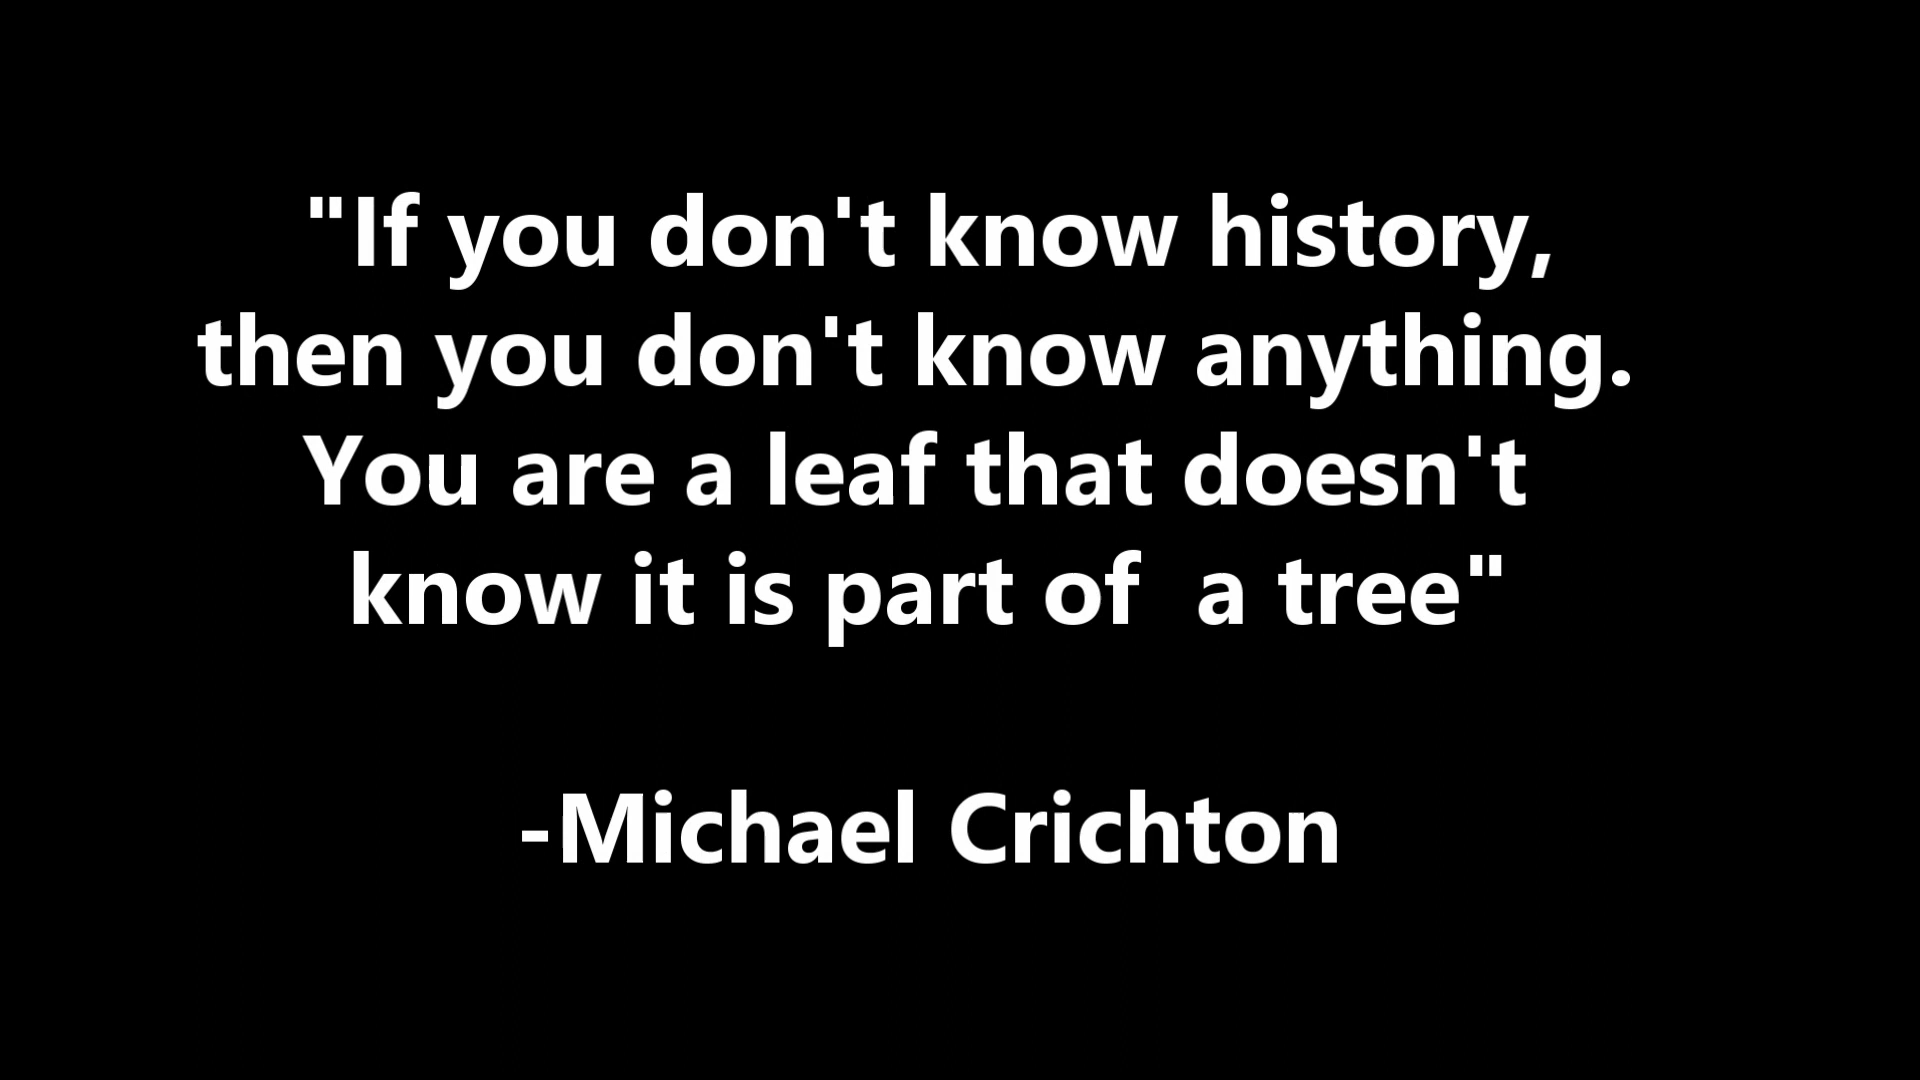 "If you don't know history,
then you don't know anything.
You are a leaf that doesn't
know it is part of  a tree"
-Michael Crichton